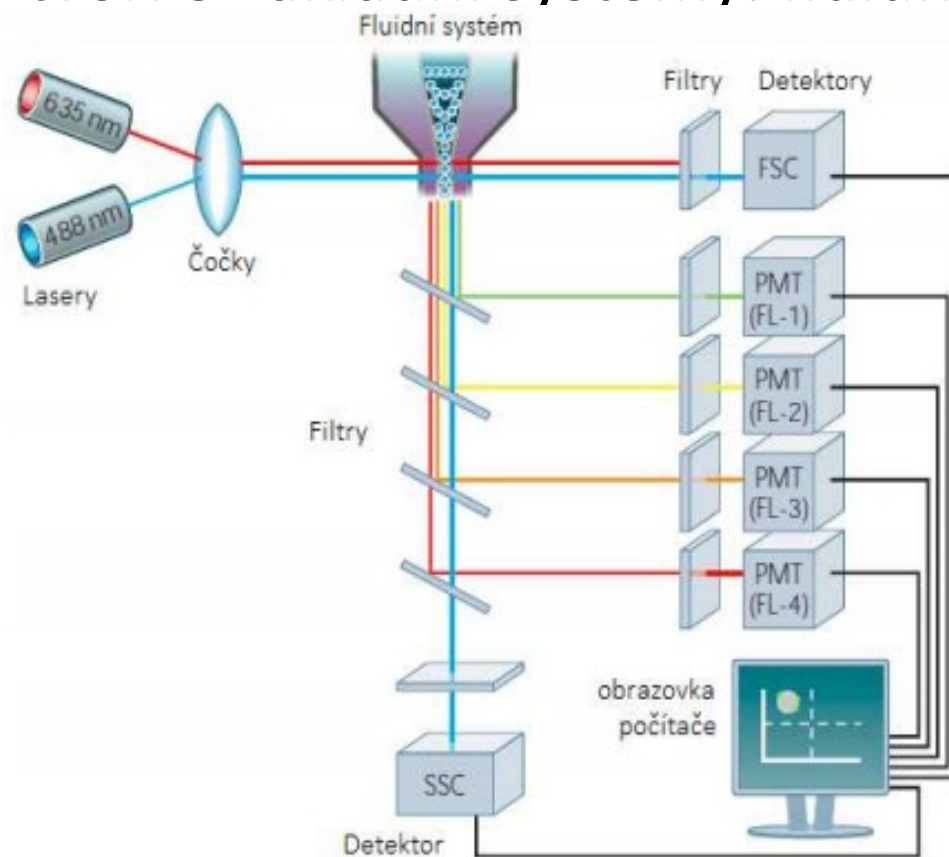 Fluidní systém
635 nm
Filtry
Detektory
FSC
488 nm
Čočky
Lasery
PMT
(FL-1)
PMT
(FL-2)
Filtry
PMT
(FL-3)
PMT
(FL-4)
obrazovka
počítače
SSC
Detektor